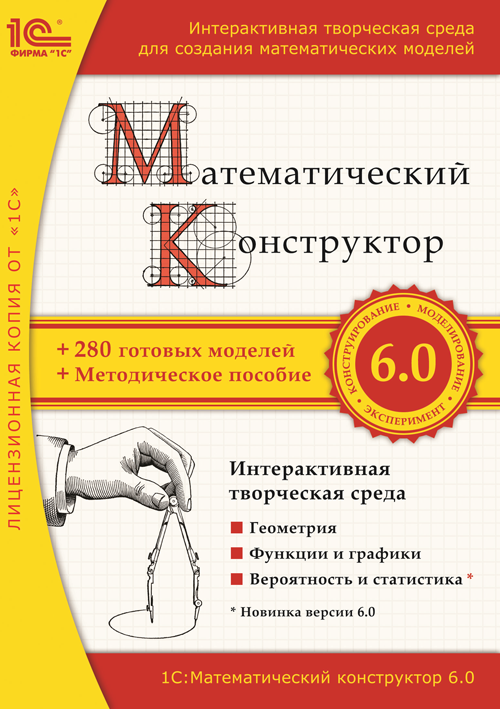 1С®
ФИРМА "1С"
Интерактивная творческая среда
для создания математических моделей
ЛИЦЕНЗИОННАЯ КОПИЯ ОТ «1С»
Математический
Конструктор
+ 280 готовых моделей
+ Методическое пособие
КОНСТРУИРОВАНИЕ • МОДЕЛИРОВАНИЕ • ЭКСПЕРИМЕНТ •
6.0
Интерактивная
творческая среда
Геометрия
Функции и графики
Вероятность и статистика *
* Новинка версии 6.0
1С:Математический конструктор 6.0